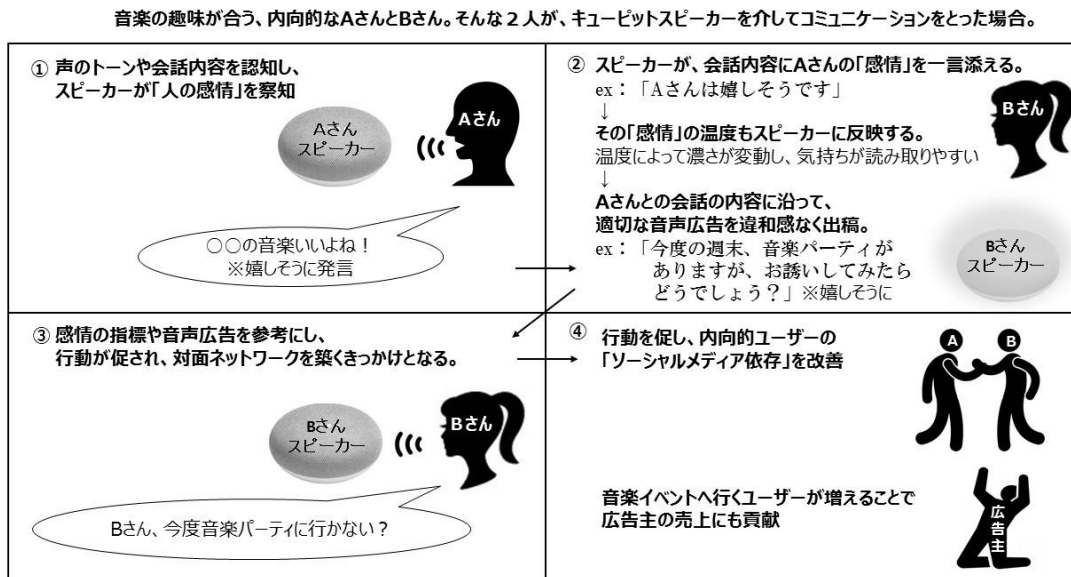 音楽の趣味が合う、内向的なAさんとBさん。そんな２人が、キューピットスピーカーを介してコミュニケーションをとった場合。
① 声のトーンや会話内容を認知し、
スピーカーが「人の感情」を察知
Aさん
スピーカー
Aさん
○○の音楽いいよね！
※嬉しそうに発言
② スピーカーが、会話内容にAさんの「感情」を一言添える。
ex：「Aさんは嬉しそうです」
↓
その「感情」の温度もスピーカーに反映する。
温度によって濃さが変動し、気持ちが読み取りやすい
↓
Aさんとの会話の内容に沿って、
適切な音声広告を違和感なく出稿。
ex：「今度の週末、音楽パーティが
ありますが、お誘いしてみたら
どうでしょう？」※嬉しそうに
Bさん
Bさん
スピーカー
③ 感情の指標や音声広告を参考にし、
行動が促され、対面ネットワークを築くきっかけとなる。
Bさん
スピーカー
Bさん
Bさん、今度音楽パーティに行かない？
④ 行動を促し、内向的ユーザーの
「ソーシャルメディア依存」を改善
A B
音楽イベントへ行くユーザーが増えることで
広告主の売上にも貢献
広告主